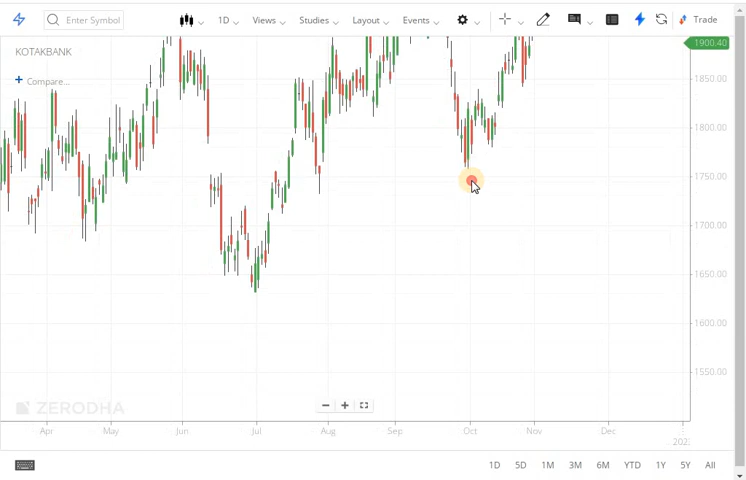 Enter Symbol 1D Views Studies Layout Events Trade
KOTAKBANK
Compare...
1900.40
1850.00
1800.00
1750.00
1700.00
1650.00
1600.00
1550.00
ZERODHA
Apr May Jun Jul Aug Sep Oct Nov Dec
1D 5D 1M 3M 6M YTD 1Y 5Y All